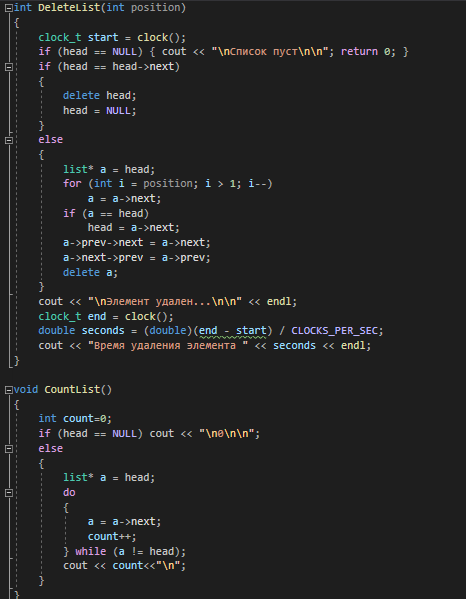 int DeleteList(int position)
{
    clock_t start = clock();
    if (head == NULL) { cout << "\nСписок пуст\n\n"; return 0; }
    if (head == head->next)
    {
        delete head;
        head = NULL;
    }
    else
    {
        list* a = head;
        for (int i = position; i > 1; i--)
            a = a->next;
        if (a == head)
            head = a->next;
        a->prev->next = a->next;
        a->next->prev = a->prev;
        delete a;
    }
    cout << "\nЭлемент удален...\n\n" << endl;
    clock_t end = clock();
    double seconds = (double)(end - start) / CLOCKS_PER_SEC;
    cout << "Время удаления элемента " << seconds << endl;
}
void CountList()
{
    int count=0;
    if (head == NULL) cout << "\n0\n\n";
    else
    {
        list* a = head;
        do
        {
            a = a->next;
            count++;
        } while (a != head);
        cout << count<<"\n";
    }
}